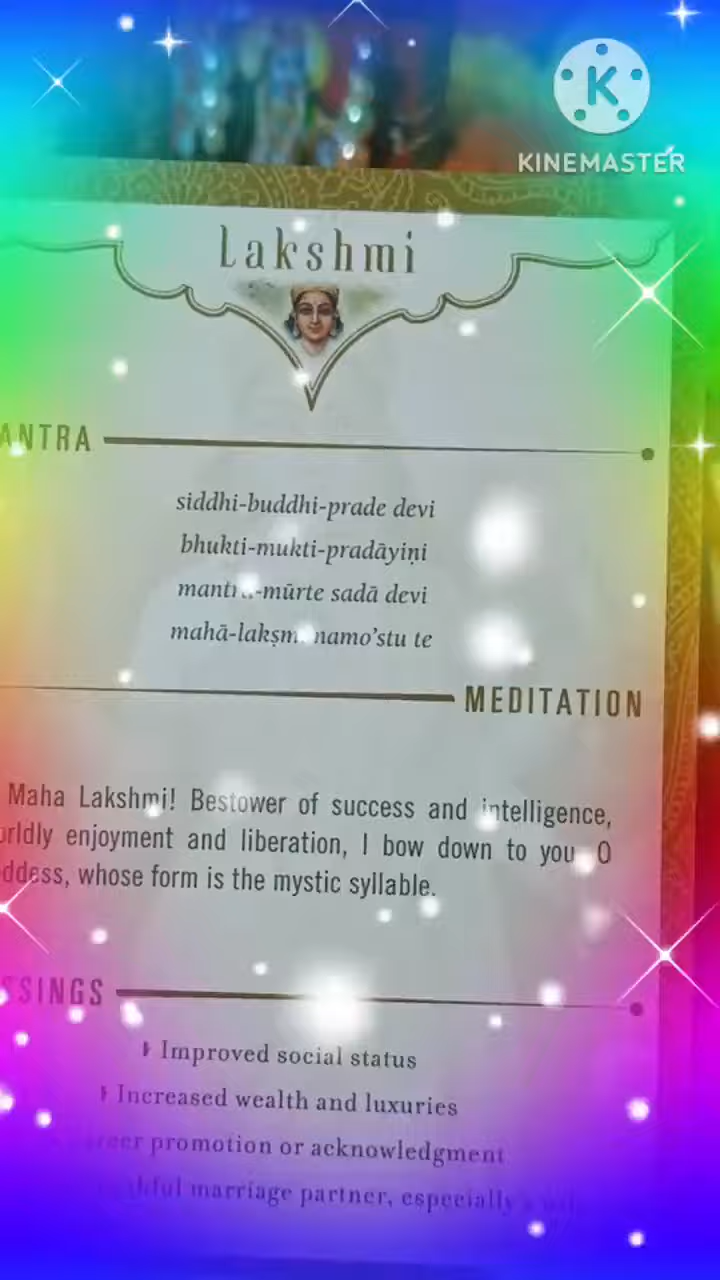 K
KINEMASTER
Lakshmi
ANTRA
siddhi-buddhi-prade devi
bhukti-mukti-pradāyiṇi
-mūrte sadā devi
namo'stu te
MEDITATION
Maha Lakshmi! Bestower of success and intelligence,
enjoyment and liberation, I bow down to you O
whose form is the mystic syllable.
SSINGS
Improved social status
Increased wealth and luxuries
promotion or acknowledgment
marriage partner, especially